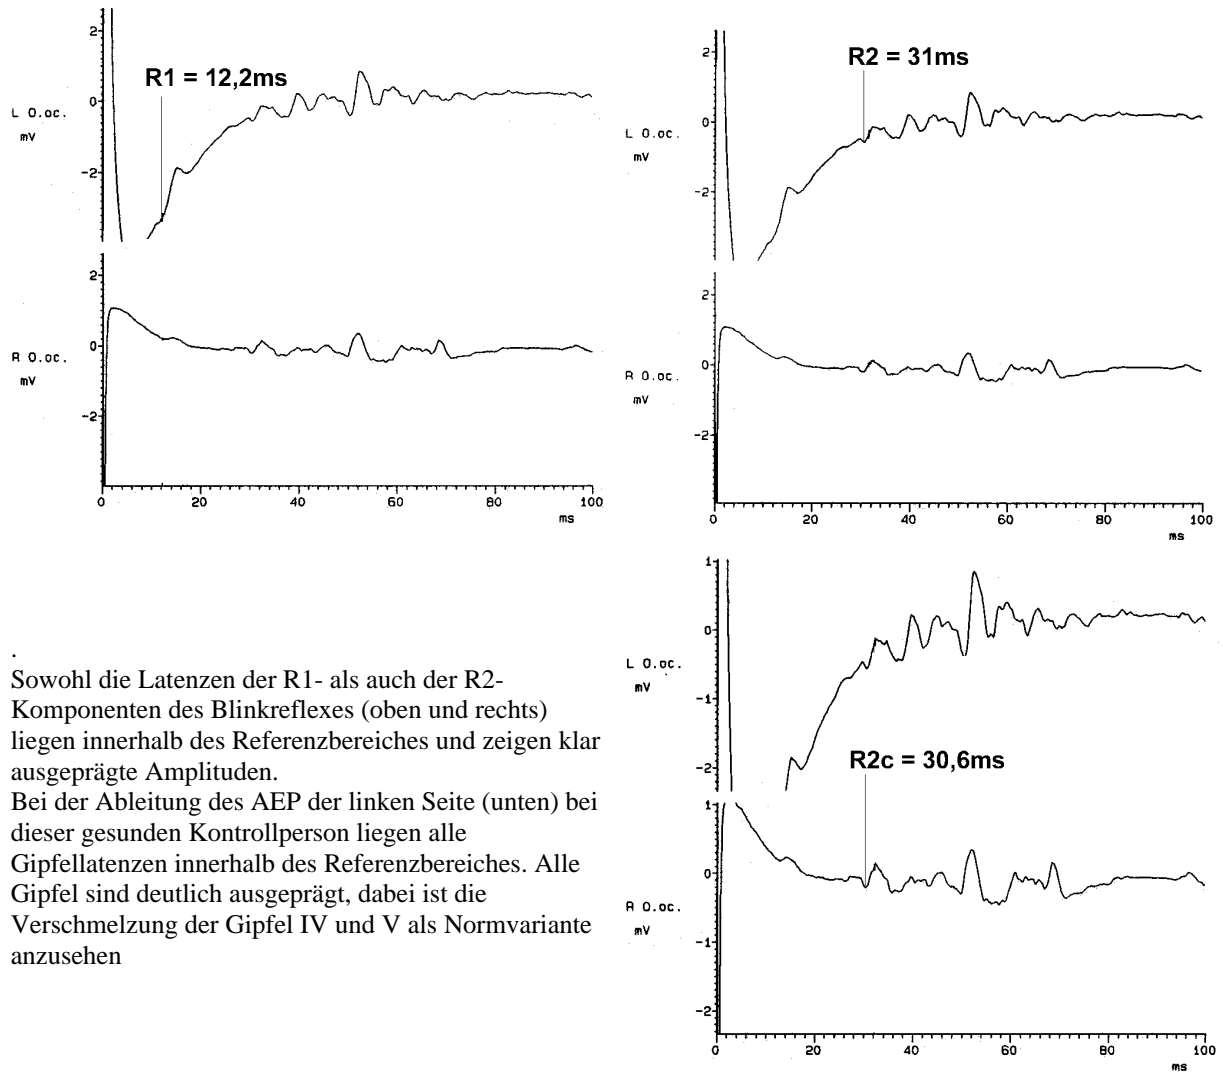 R1 = 12,2ms
L O.oc.
mV
2
0
-2
R O.oc.
mV
2
0
-2
0 20 40 60 80 100
ms
R2 = 31ms
L O.oc.
mV
2
0
-2
R O.oc.
mV
2
0
-2
0 20 40 60 80 100
ms
.
Sowohl die Latenzen der R1- als auch der R2-
Komponenten des Blinkreflexes (oben und rechts)
liegen innerhalb des Referenzbereiches und zeigen klar
ausgeprägte Amplituden.
Bei der Ableitung des AEP der linken Seite (unten) bei
dieser gesunden Kontrollperson liegen alle
Gipfellatenzen innerhalb des Referenzbereiches. Alle
Gipfel sind deutlich ausgeprägt, dabei ist die
Verschmelzung der Gipfel IV und V als Normvariante
anzusehen
1
0
L O.oc.
mV
-1
-2
R2c = 30,6ms
1
0
R O.oc.
mV
-1
-2
0 20 40 60 80 100
ms